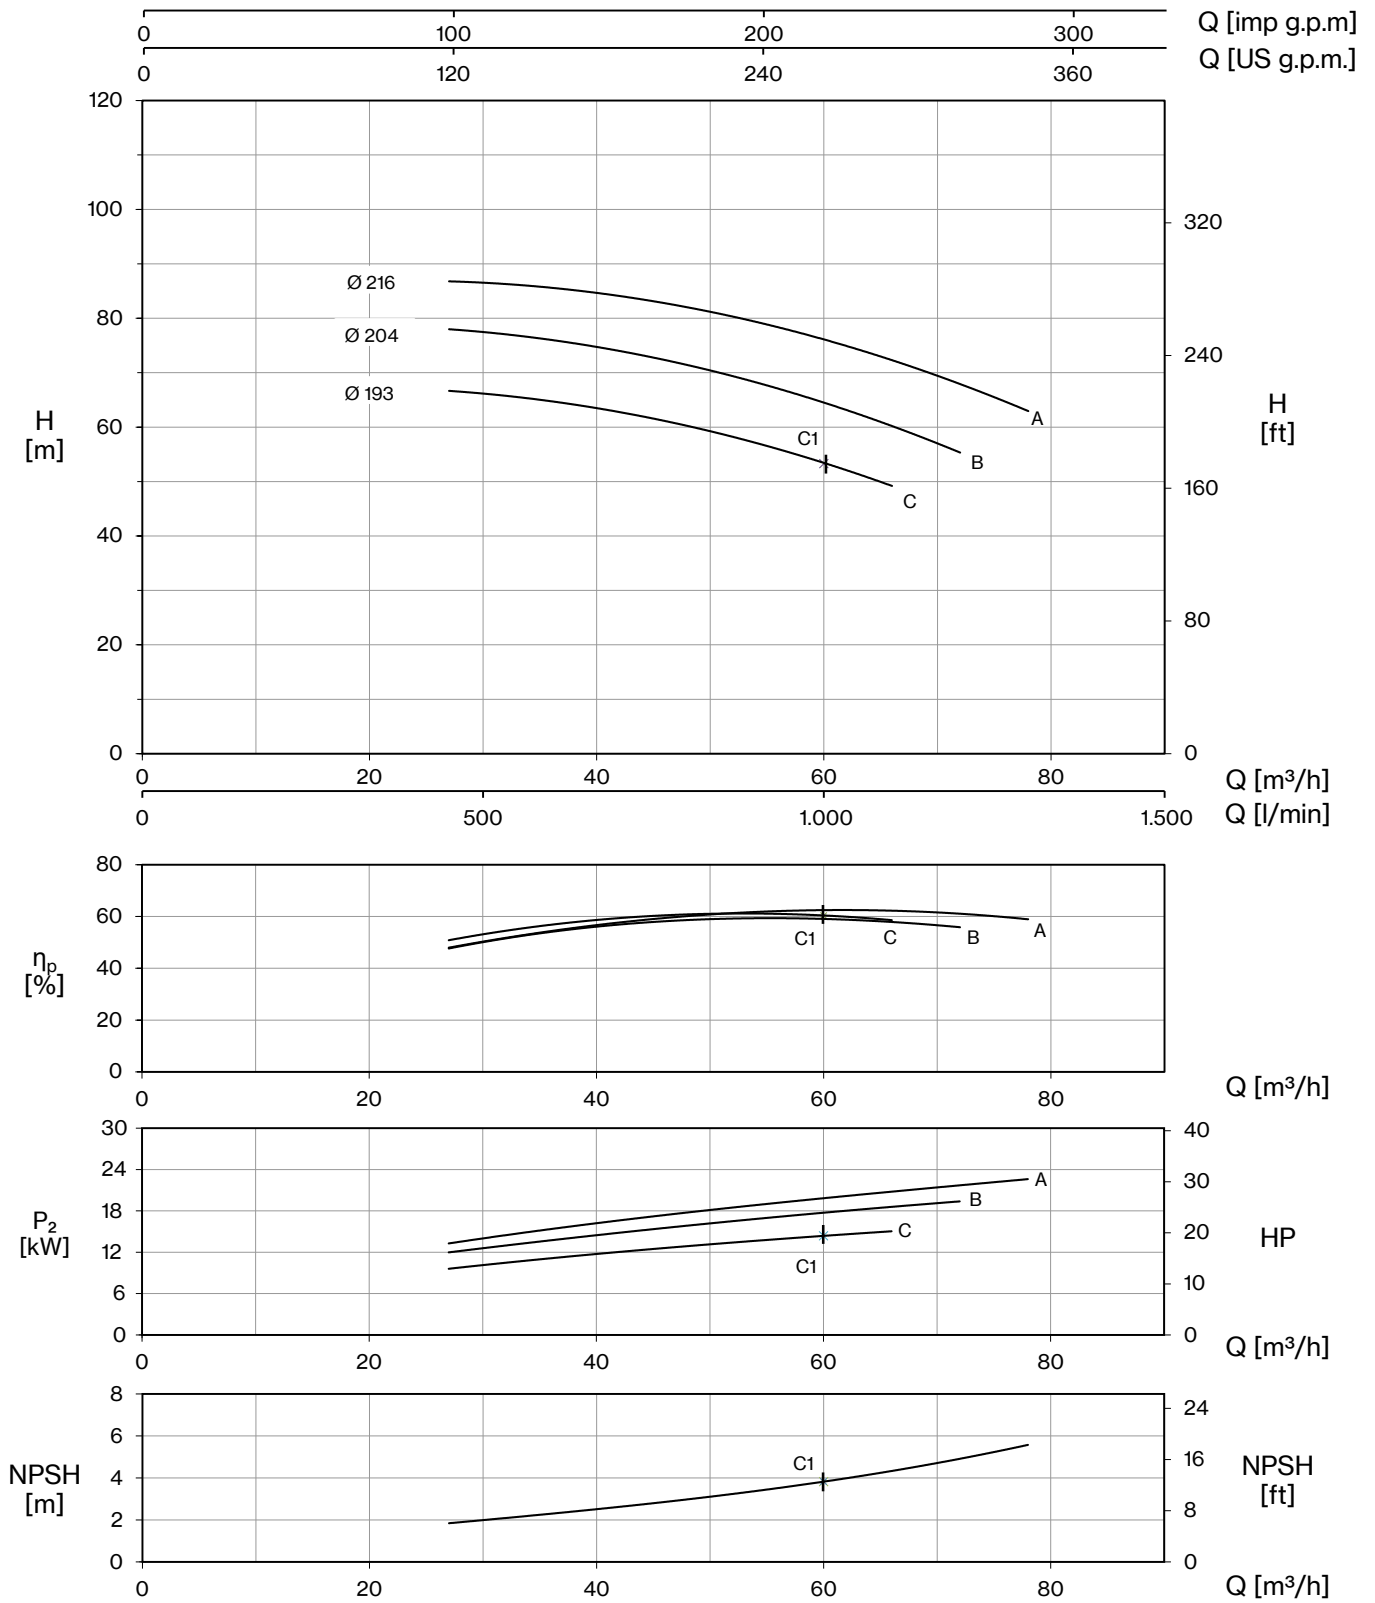 0 100 200 300 Q [imp g.p.m]
0 120 240 360 Q [US g.p.m.]
120
100
320
Ø 216
80
Ø 204
240
Ø 193
H
[m]
60
A
H
[ft]
C1
B
C
160
40
20
80
0
0
0 20 40 60 80 Q [m³/h]
0 500 1.000 1.500 Q [l/min]
80
60
C1 C B A
ηp
[%]
40
20
0
0 20 40 60 80 Q [m³/h]
30
40
24
A
30
B
18
P₂
[kW]
C
20
HP
12
C1
10
6
0
0
0 20 40 60 80 Q [m³/h]
8
24
6
C1
16
NPSH
[m]
4
NPSH
[ft]
8
2
0
0
0 20 40 60 80 Q [m³/h]